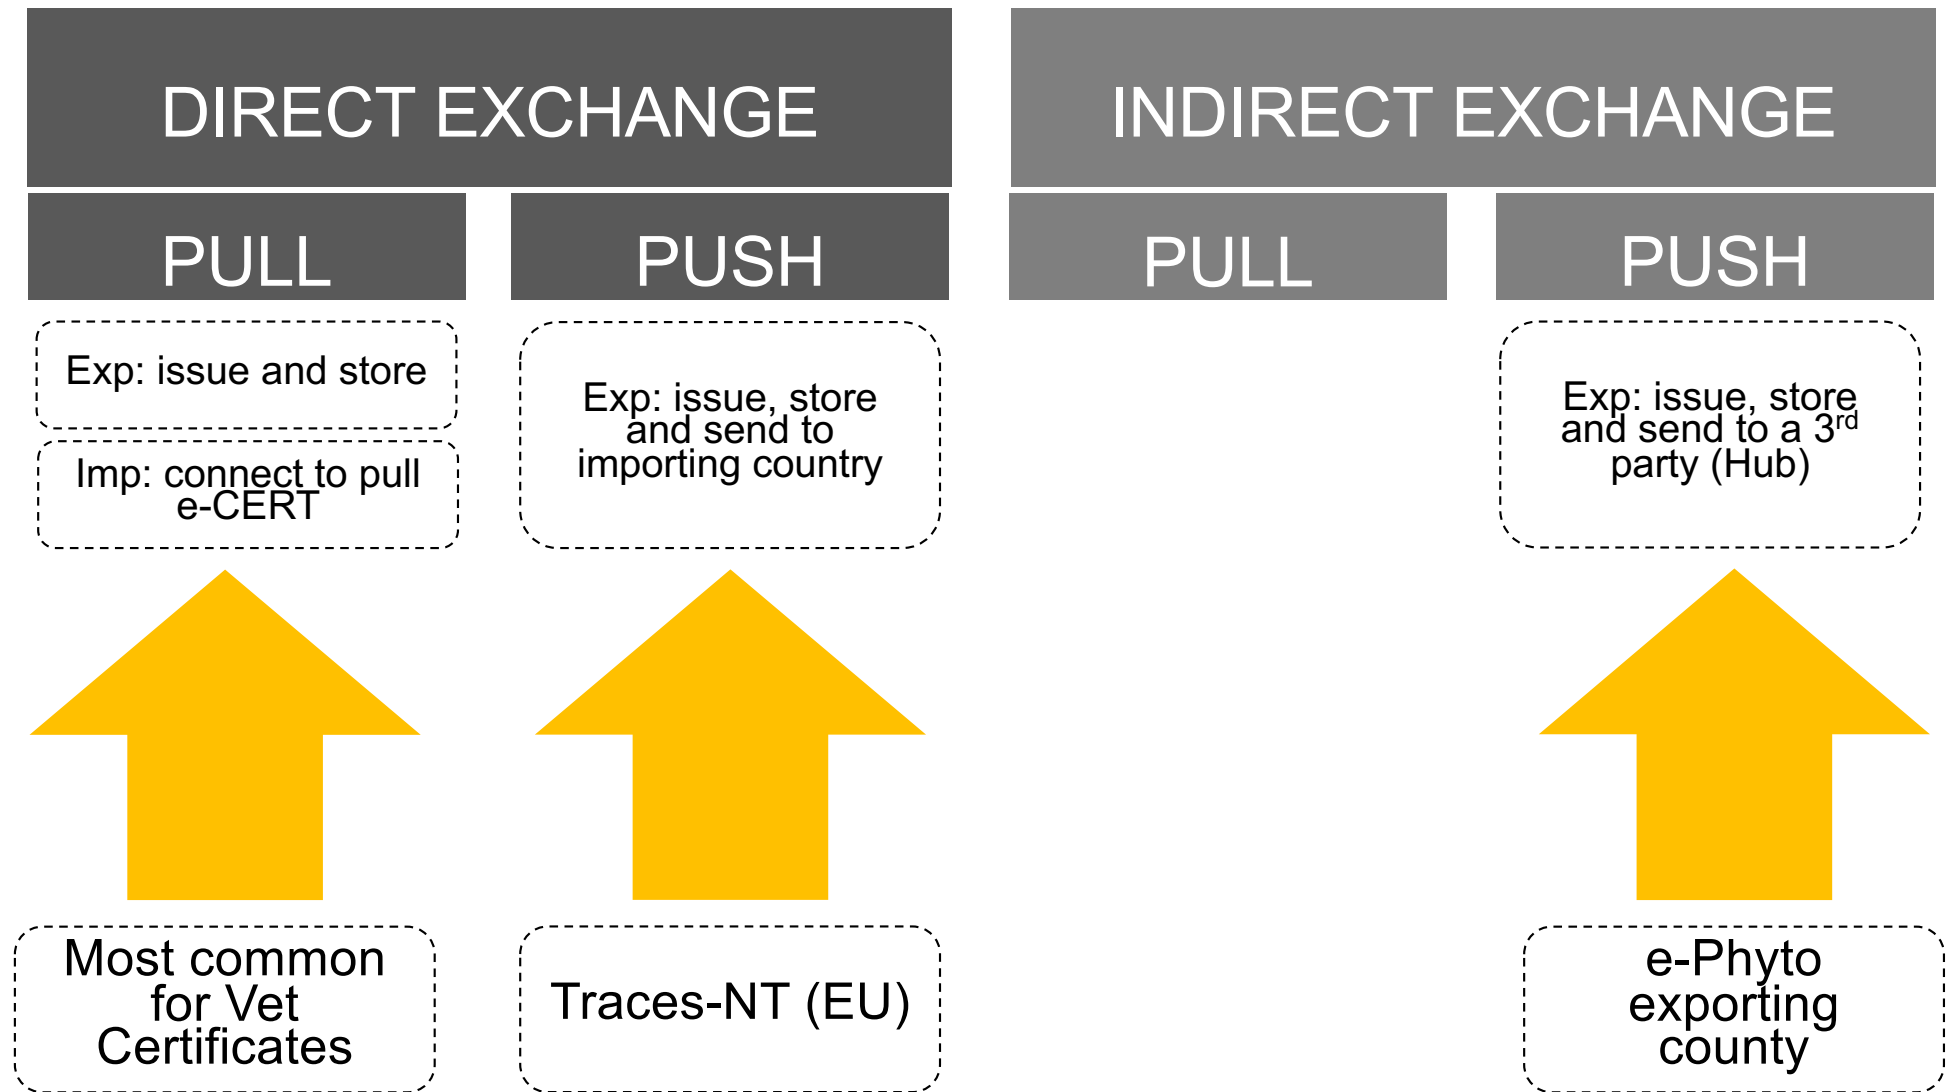 DIRECT EXCHANGE
INDIRECT EXCHANGE
PULL
PUSH
PULL
PUSH
Exp: issue and store
Imp: connect to pull
e-CERT
Exp: issue, store
and send to
importing country
Exp: issue, store
and send to a 3rd
party (Hub)
Most common
for Vet
Certificates
Traces-NT (EU)
e-Phyto
exporting
county